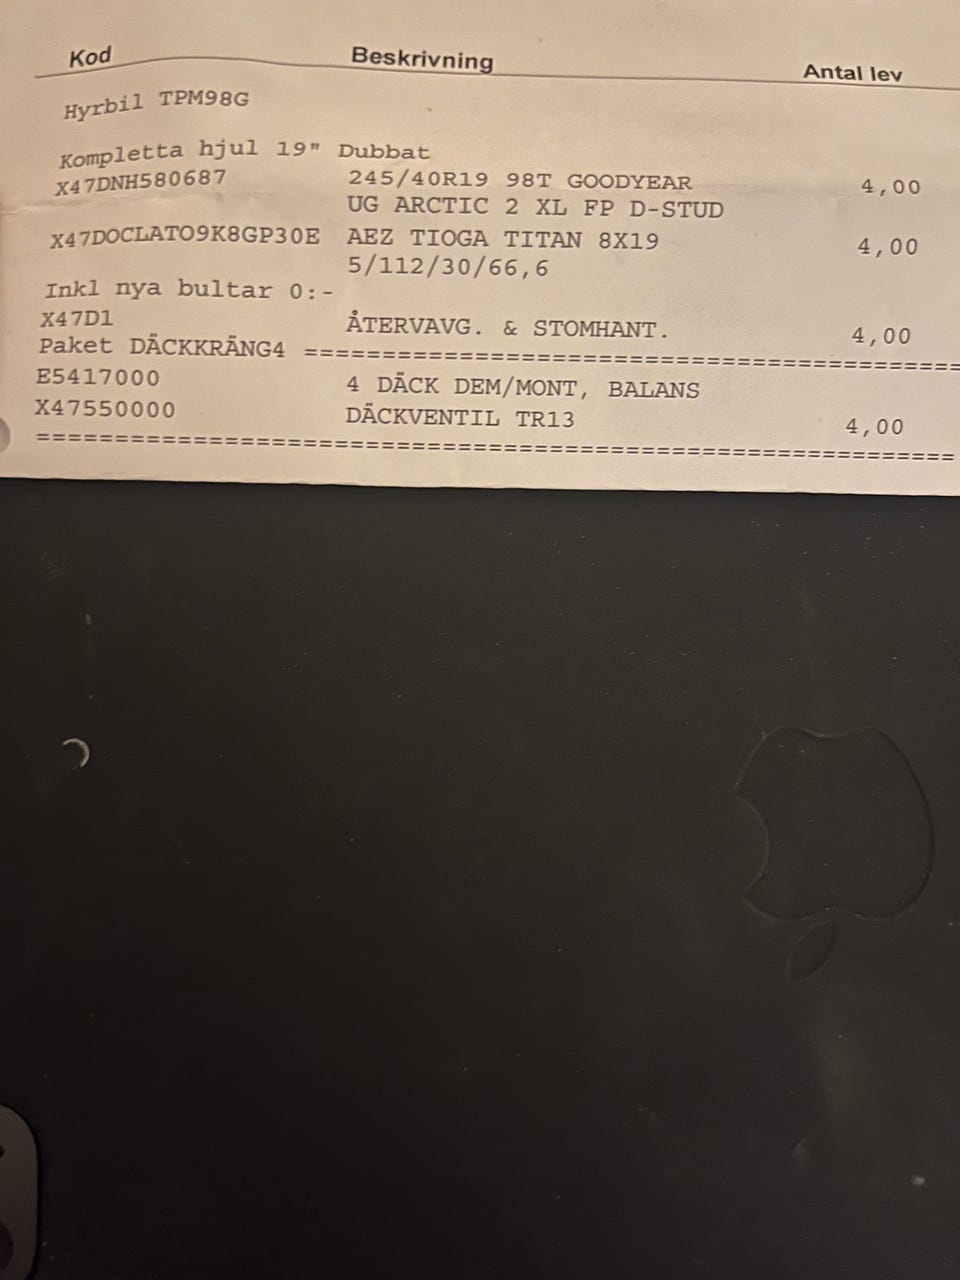 Kod Beskrivning Antal lev
Hyrbil TPM98G
Kompletta hjul 19" Dubbat
X47DNH580687 245/40R19 98T GOODYEAR 4,00
UG ARCTIC 2 XL FP D-STUD
X47DOCLATO9K8GP30E AEZ TIOGA TITAN 8X19 4,00
5/112/30/66,6
Inkl nya bultar 0:-
X47D1 ÅTERVAVG. & STOMHANT. 4,00
Paket DÄCKKRÄNG4 ==========================================
E5417000 4 DÄCK DEM/MONT, BALANS
X47550000 DÄCKVENTIL TR13 4,00
===========================================================